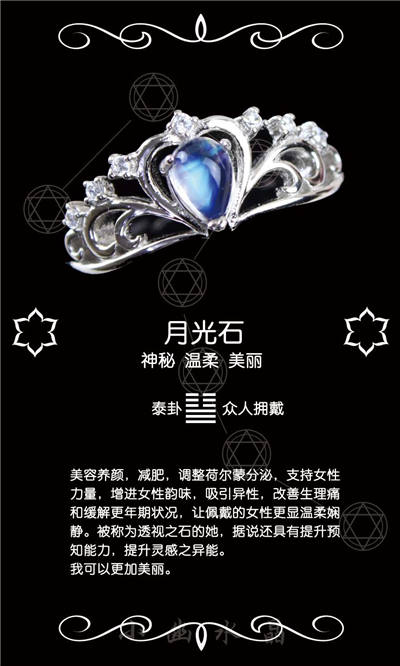 月光石
神秘 温柔 美丽
泰卦 众人拥戴
美容养颜，减肥，调整荷尔蒙分泌，支持女性
力量，增进女性韵味，吸引异性，改善生理痛
和缓解更年期状况，让佩戴的女性更显温柔娴
静。被称为透视之石的她，据说还具有提升预
知能力，提升灵感之异能。
我可以更加美丽。
小幽水晶